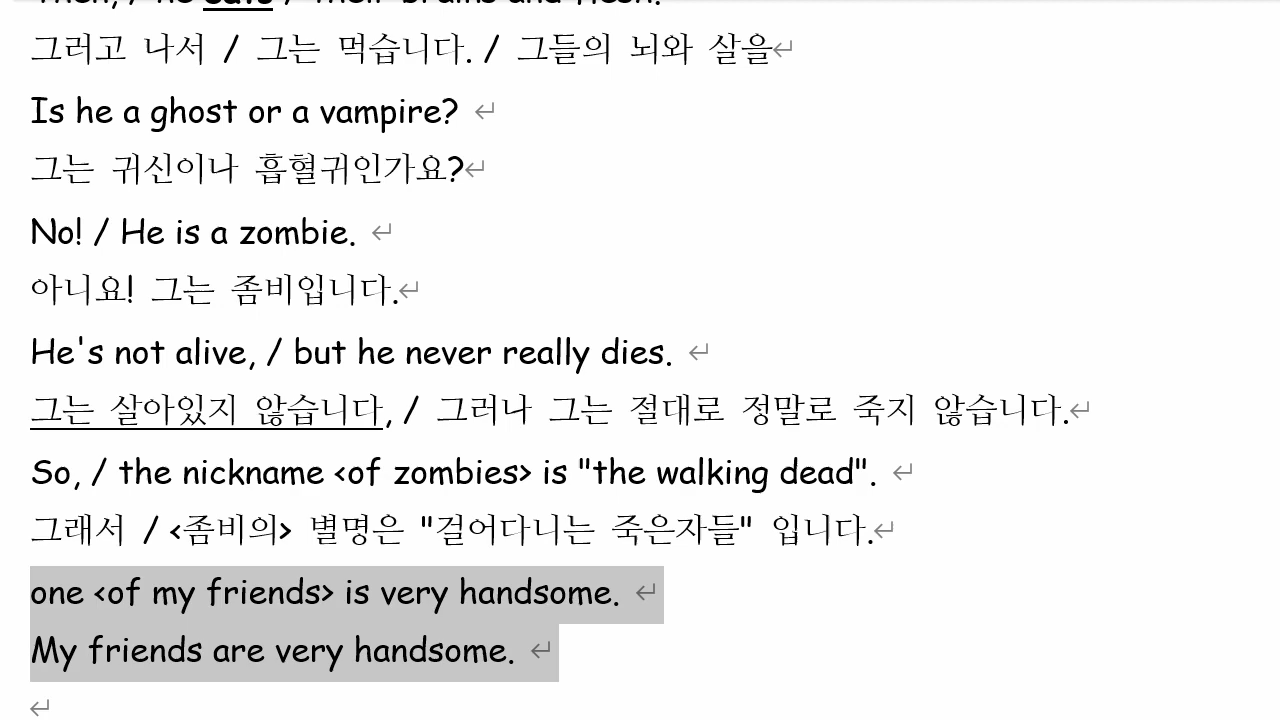 그러고 나서 / 그는 먹습니다. / 그들의 뇌와 살을
Is he a ghost or a vampire?
그는 귀신이나 흡혈귀인가요?
No! / He is a zombie.
아니요! 그는 좀비입니다.
He's not alive, / but he never really dies.
그는 살아있지 않습니다, / 그러나 그는 절대로 정말로 죽지 않습니다.
So, / the nickname <of zombies> is "the walking dead".
그래서 / <좀비의> 별명은 "걸어다니는 죽은자들" 입니다.
one <of my friends> is very handsome.
My friends are very handsome.